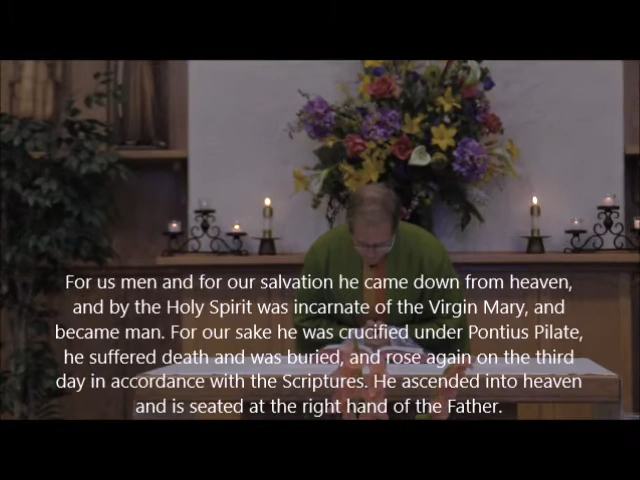 For us men and for our salvation he came down from heaven,
and by the Holy Spirit was incarnate of the Virgin Mary, and
became man. For our sake he was crucified under Pontius Pilate,
he suffered death and was buried, and rose again on the third
day in accordance with the Scriptures. He ascended into heaven
and is seated at the right hand of the Father.